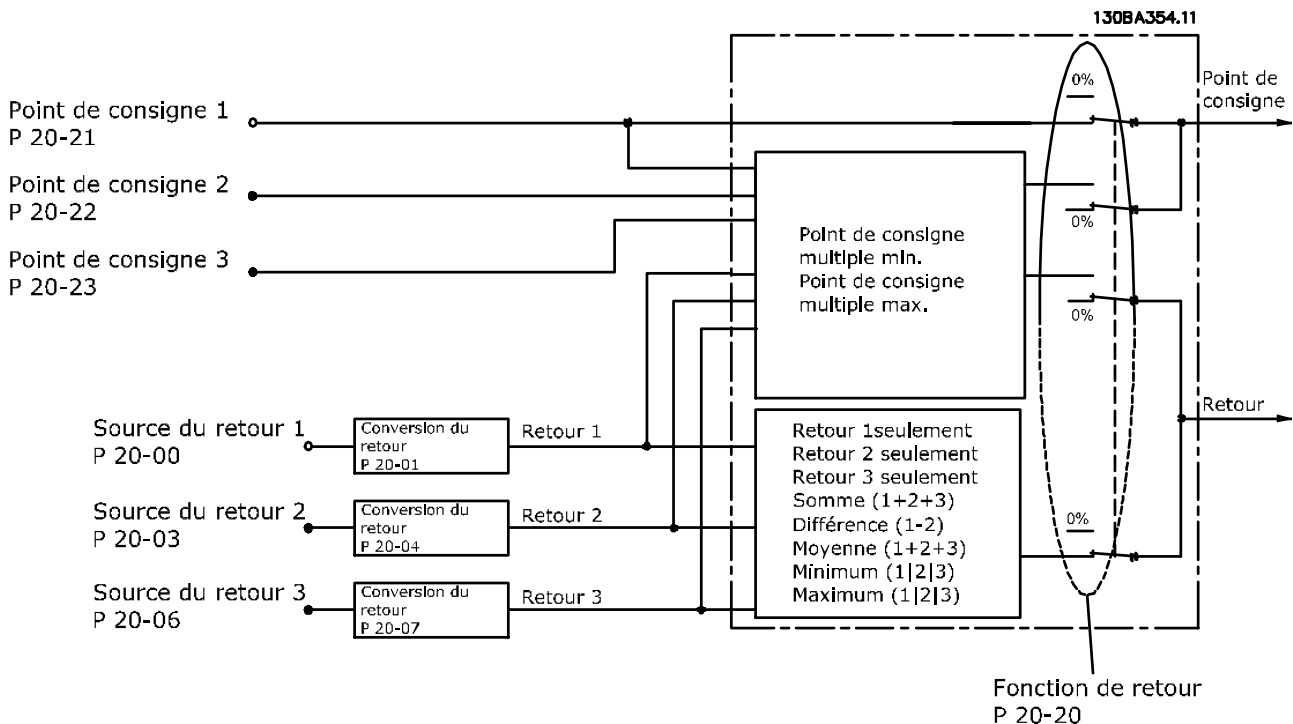 130BA354.11
Point de consigne 1
P 20-21
Point de consigne 2
P 20-22
Point de consigne 3
P 20-23
0%
Point de
consigne
0%
Point de consigne
multiple min.
Point de consigne
multiple max.
0%
Source du retour 1
P 20-00
Conversion du
retour
P 20-01
Retour 1
Source du retour 2
P 20-03
Conversion du
retour
P 20-04
Retour 2
Source du retour 3
P 20-06
Conversion du
retour
P 20-07
Retour 3
Retour 1seulement
Retour 2 seulement
Retour 3 seulement
Somme (1+2+3)
Différence (1-2)
Moyenne (1+2+3)
Minimum (1|2|3)
Maximum (1|2|3)
0%
Retour
Fonction de retour
P 20-20